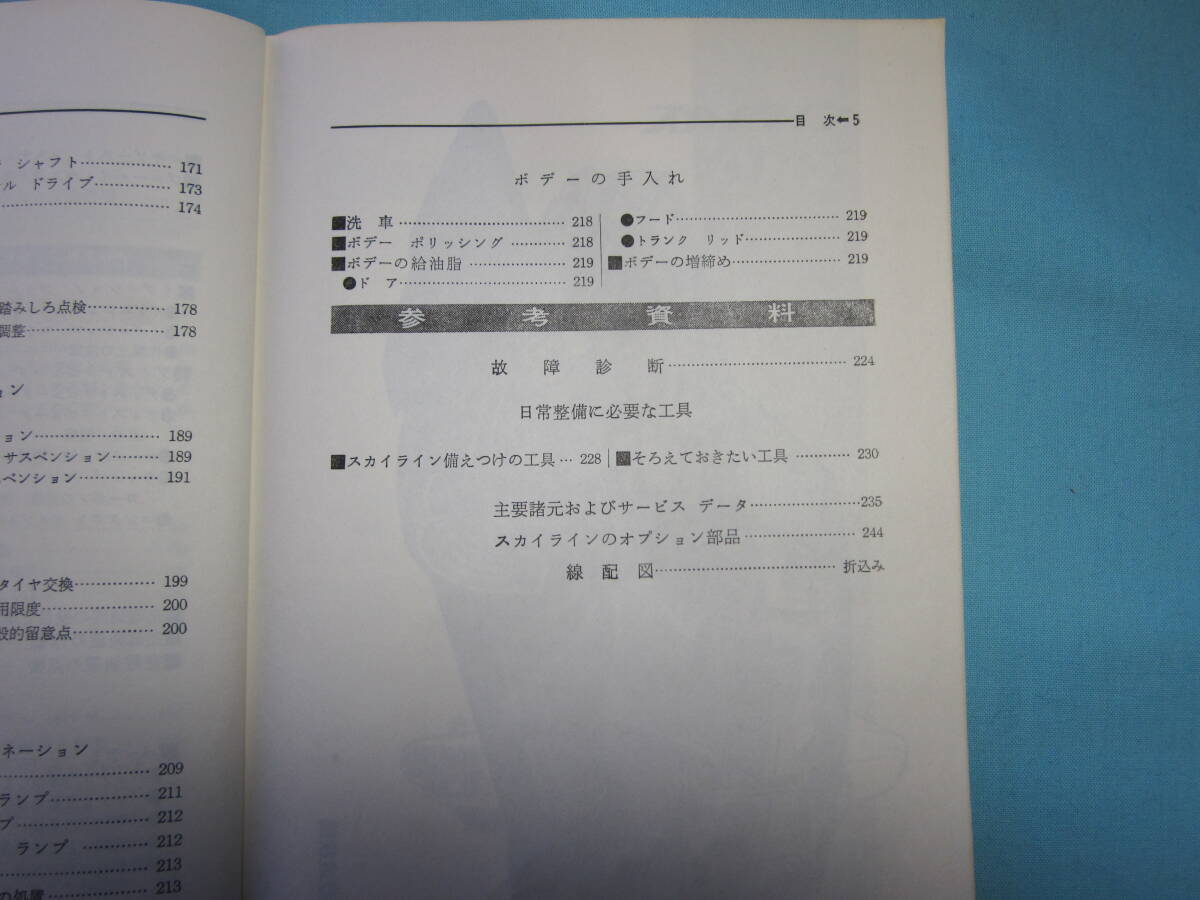 シャフト……………… 171
ル ドライブ…………… 173
174
踏みしろ点検………… 178
調整………………… 178
ョン
ョン…………………… 189
サスペンション……… 189
スペンション…………… 191
タイヤ交換…………… 199
用限度……………… 200
般的留意点…………… 200
ネーション
209
ランプ……………… 211
プ………………… 212
ランプ ………… 212
213
の処置……………… 213
目 次⬅5
ボデーの手入れ
■洗 車………………………… 218
■ボデー ポリッシング ………… 218
■ボデーの給油脂 ……………… 219
●ド ア………………………… 219
●フード………………………… 219
●トランク リッド……………… 219
■ボデーの増締め………………… 219
参考資料
故障診断……………………………… 224
日常整備に必要な工具
■スカイライン備えつけの工具… 228
■そろえておきたい工具 ………… 230
主要諸元およびサービス データ………………… 235
スカイラインのオプション部品………………… 244
線配図……………………………… 折込み